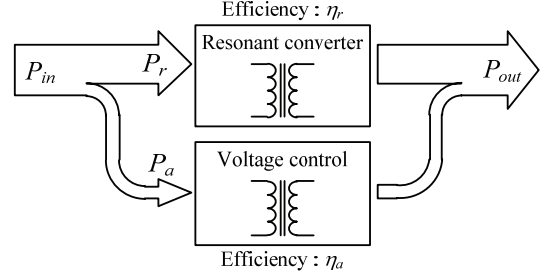 Efficiency : ηr
Resonant converter
Pin
Pr
Pout
Pa
Voltage control
Efficiency : ηa